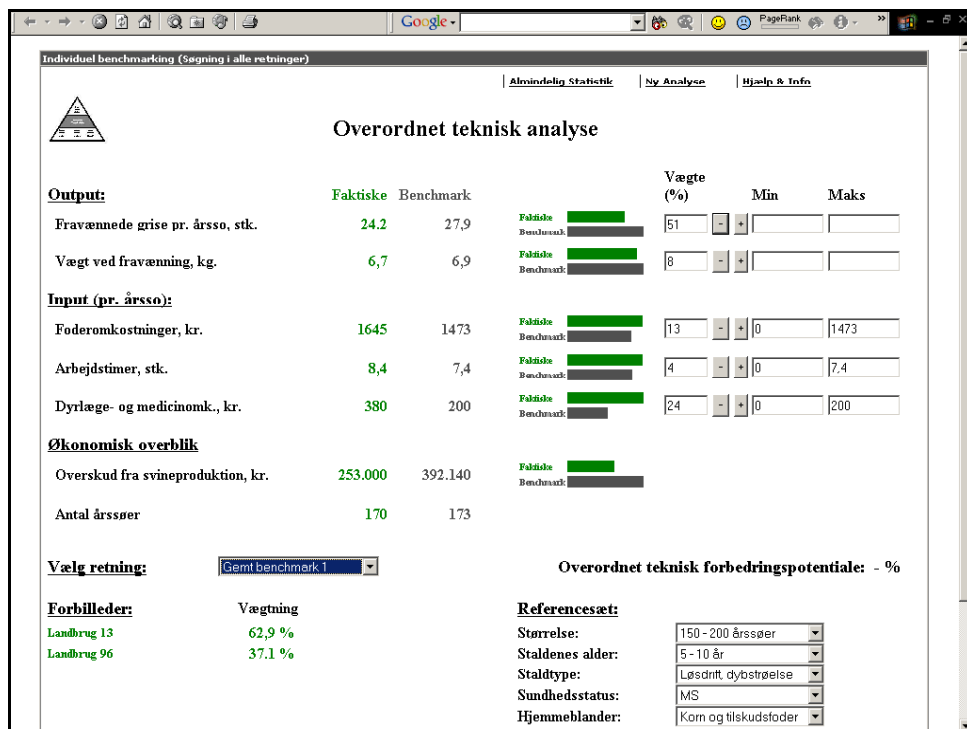 Google
PageRank
»
Individuel benchmarking (Søgning i alle retninger)
Almindelig Statistik Ny Analyse Hjælp & Info
Overordnet teknisk analyse
Vægte
Output: Faktiske Benchmark (%) Min Maks
Fravænnede grise pr. årsso, stk. 24.2 27,9 Faktiske 51 - +
Benchmark
Vægt ved fravænning, kg. 6,7 6,9 Faktiske 8 - +
Benchmark
Input (pr. årsso):
Foderomkostninger, kr. 1645 1473 Faktiske 13 - + 0 1473
Benchmark
Arbejdstimer, stk. 8,4 7,4 Faktiske 4 - + 0 7,4
Benchmark
Dyrlæge- og medicinomk., kr. 380 200 Faktiske 24 - + 0 200
Benchmark
Økonomisk overblik
Overskud fra svineproduktion, kr. 253.000 392.140 Faktiske
Benchmark
Antal årssøer 170 173
Vælg retning: Gemt benchmark 1 Overordnet teknisk forbedringspotentiale: - %
Forbilleder: Vægtning Referencesæt:
Landbrug 13 62,9 % Størrelse: 150 - 200 årssøer
Landbrug 96 37.1 % Staldenes alder: 5 - 10 år
Staldtype: Løsdrift, dybstrøelse
Sundhedsstatus: MS
Hjemmeblander: Korn og tilskudsfoder